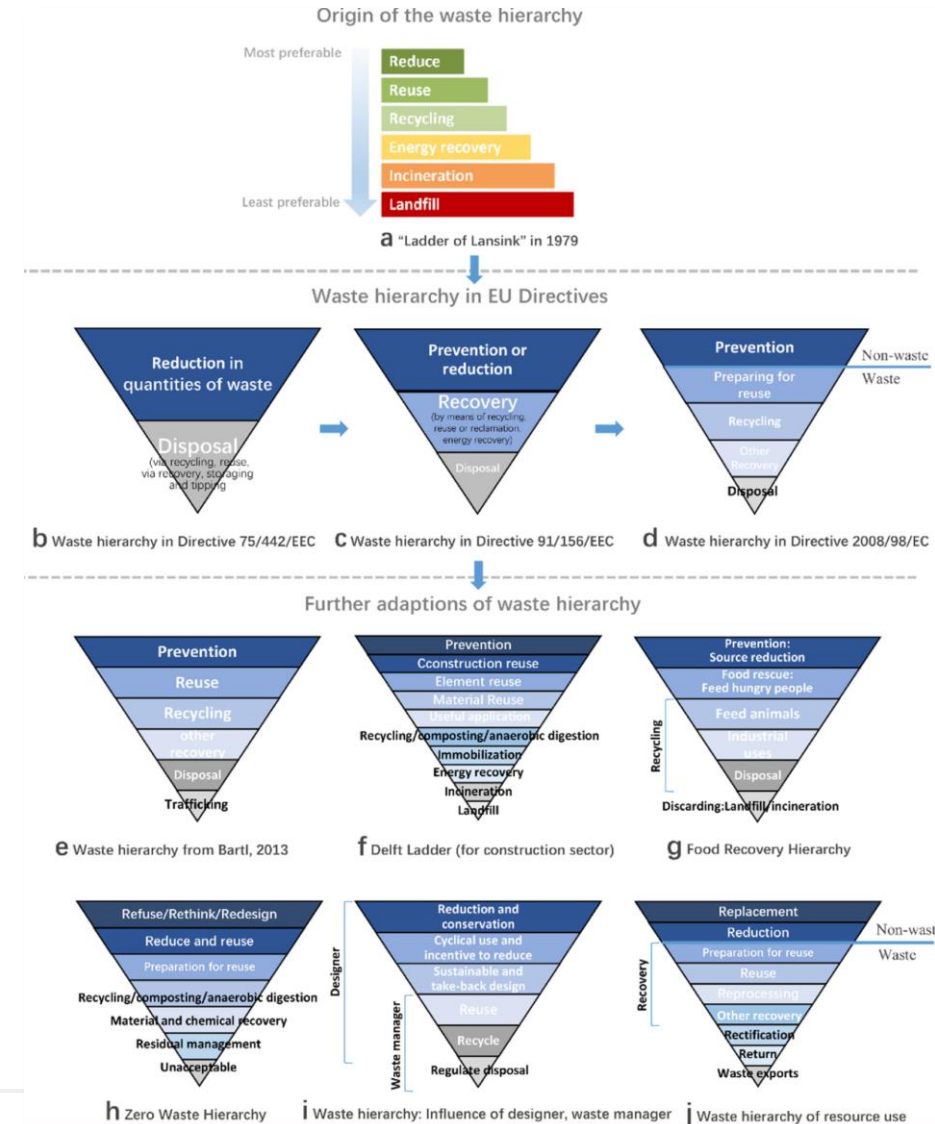 Origin of the waste hierarchy
Most preferable
Reduce
Reuse
Recycling
Energy recovery
Incineration
Least preferable
Landfill
a "Ladder of Lansink" in 1979
Waste hierarchy in EU Directives
Reduction in
quantities of waste
Disposal
(via recycling, reuse,
via recovery, storaging
and tipping
Prevention or
reduction
Recovery
(by means of recycling,
reuse or reclamation,
energy recovery)
Disposal
Prevention
Non-waste
Waste
Preparing for
reuse
Recycling
Other
Recovery
Disposal
b Waste hierarchy in Directive 75/442/EEC
c Waste hierarchy in Directive 91/156/EEC
d Waste hierarchy in Directive 2008/98/EC
Further adaptions of waste hierarchy
Prevention
Reuse
Recycling
other
recovery
Disposal
Trafficking
Prevention
Cconstruction reuse
Element reuse
Material Reuse
Useful application
Recycling/composting/anaerobic digestion
Immobilization
Energy recovery
Incineration
Landfill
Prevention:
Source reduction
Food rescue:
Feed hungry people
Feed animals
Industrial
uses
Disposal
Recycling
Discarding:Landfill/incineration
e Waste hierarchy from Bartl, 2013
f Delft Ladder (for construction sector)
g Food Recovery Hierarchy
Refuse/Rethink/Redesign
Reduce and reuse
Preparation for reuse
Recycling/composting/anaerobic digestion
Material and chemical recovery
Residual management
Unacceptable
Designer
Waste manager
Reduction and
conservation
Cyclical use and
incentive to reduce
Sustainable and
take-back design
Reuse
Recycle
Regulate disposal
Replacement
Reduction
Non-wast
Waste
Recovery
Preparation for reuse
Reuse
Reprocessing
Other recovery
Rectification
Return
Waste exports
h Zero Waste Hierarchy
i Waste hierarchy: Influence of designer, waste manager
j Waste hierarchy of resource use